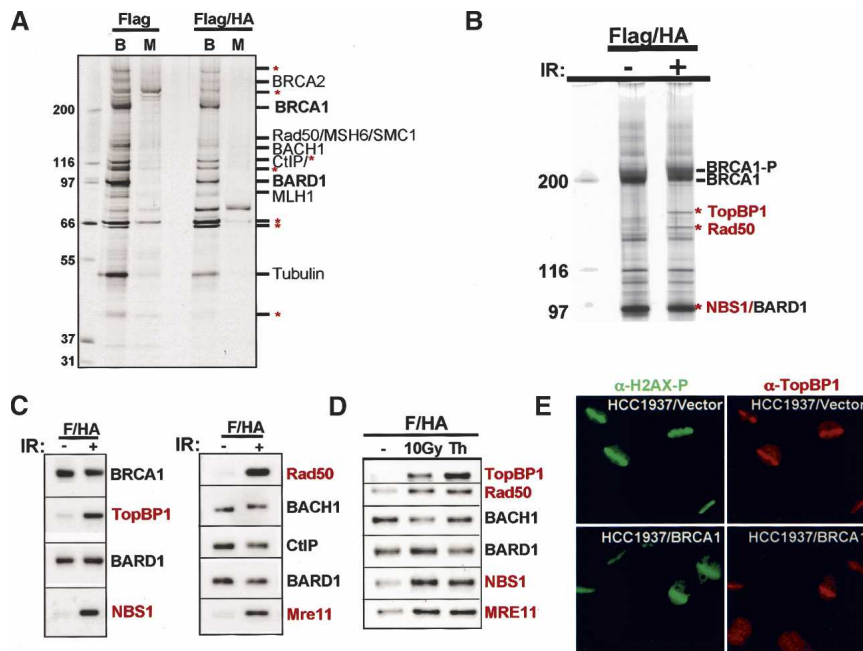 A
Flag
Flag/HA
B M B M
*
BRCA2
*
BRCA1
200
Rad50/MSH6/SMC1
BACH1
116
CtIP/*
*
97
BARD1
MLH1
66
*
*
55
Tubulin
*
37
31
B
Flag/HA
IR: - +
BRCA1-P
BRCA1
200
* TopBP1
* Rad50
116
97
* NBS1/BARD1
C
F/HA
IR: - +
BRCA1
TopBP1
BARD1
NBS1
F/HA
IR: - +
Rad50
BACH1
CtIP
BARD1
Mre11
D
F/HA
- 10Gy Th
TopBP1
Rad50
BACH1
BARD1
NBS1
MRE11
E
α-H2AX-P
α-TopBP1
HCC1937/Vector
HCC1937/Vector
HCC1937/BRCA1
HCC1937/BRCA1